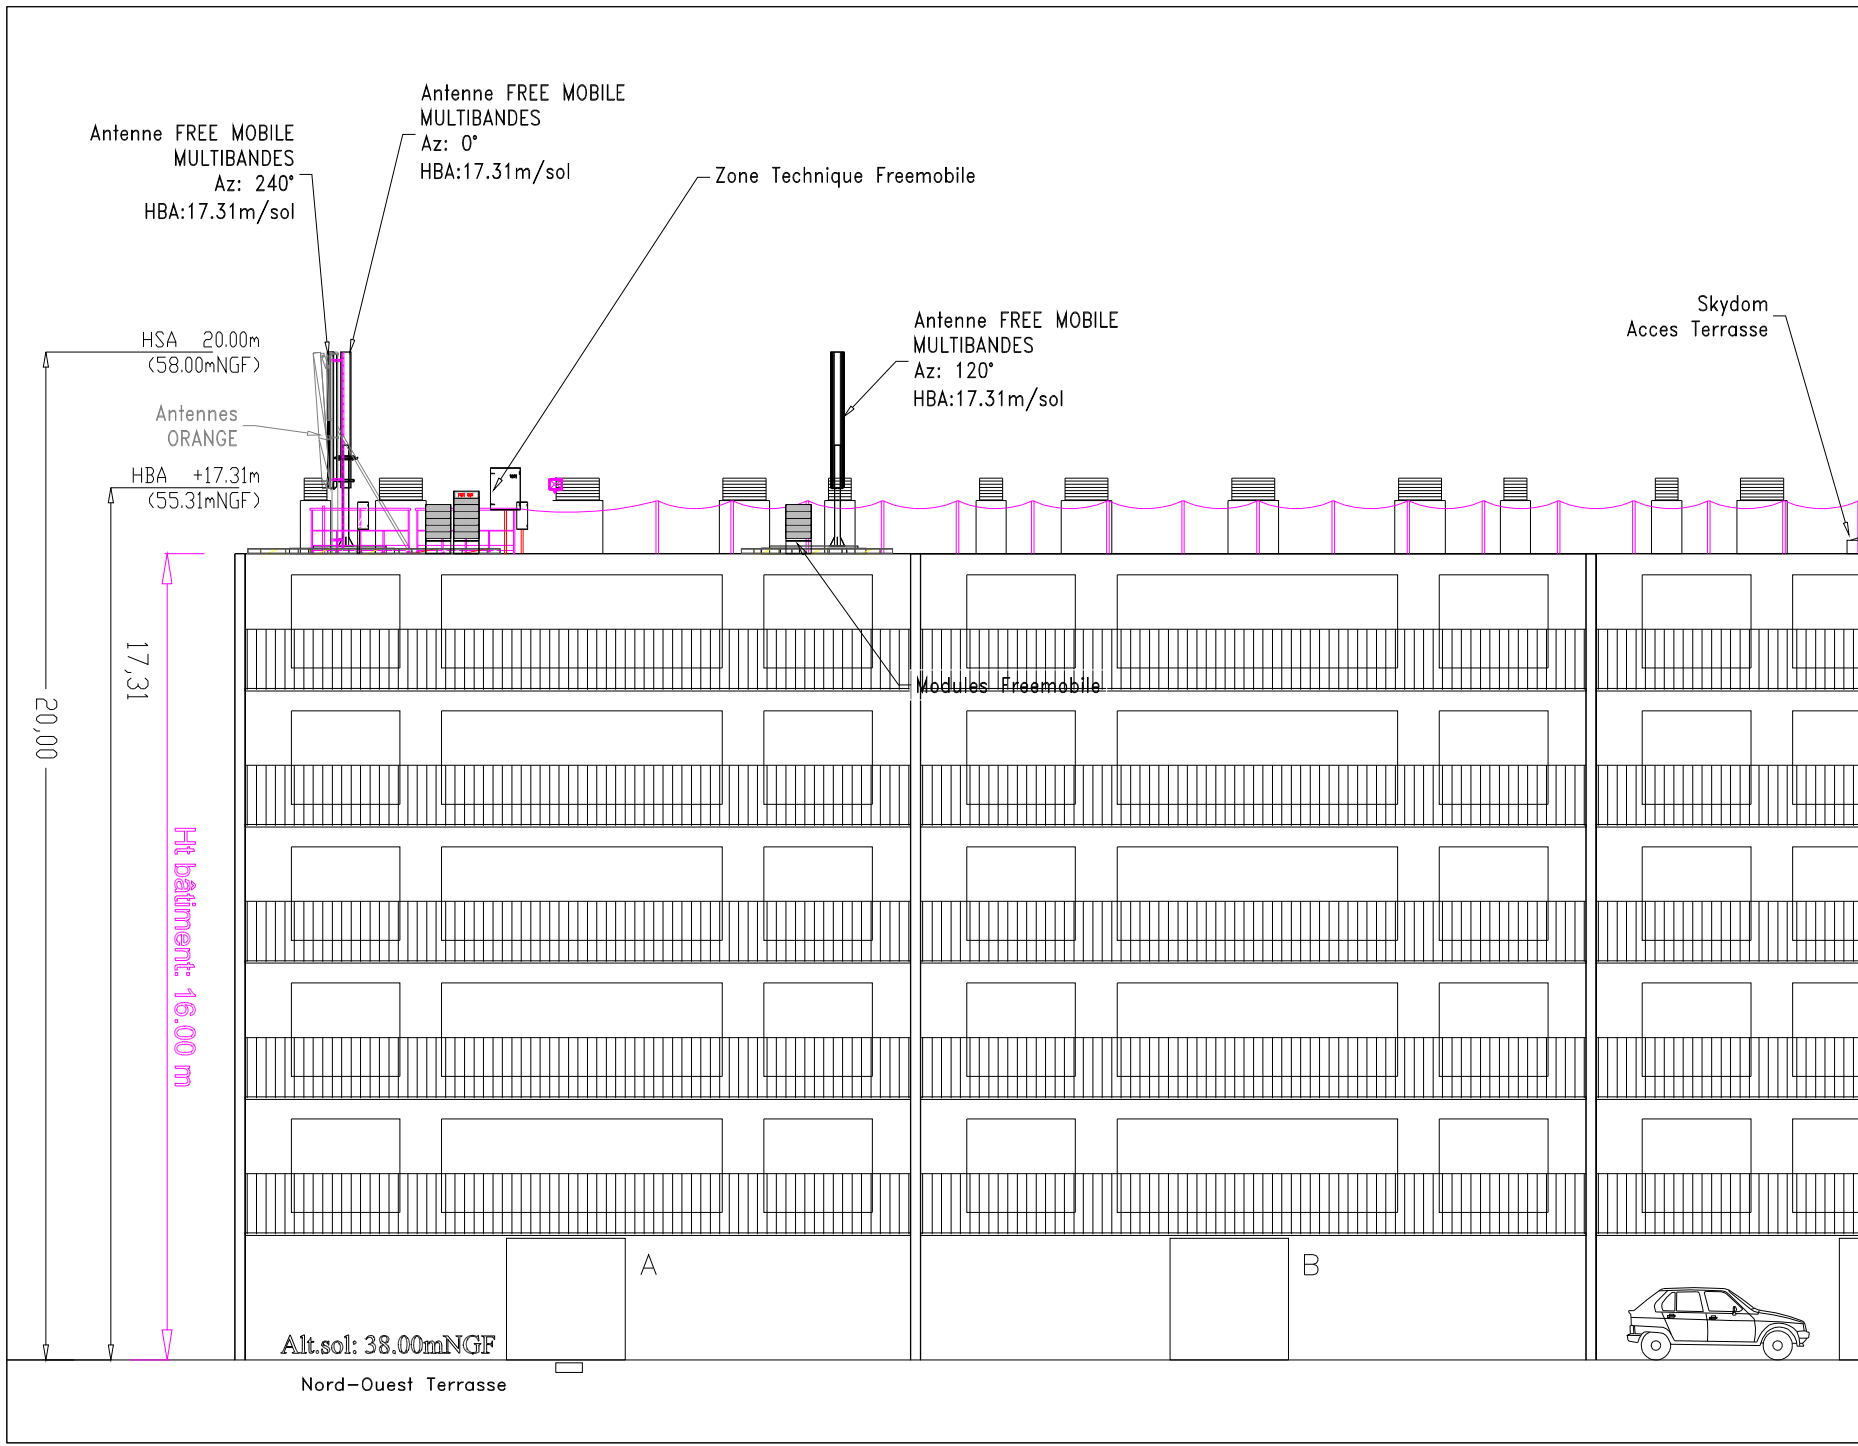 Antenne FREE MOBILE
MULTIBANDES
Az: 0°
HBA:17.31m/sol
Antenne FREE MOBILE
MULTIBANDES
Az: 240°
HBA:17.31m/sol
Zone Technique Freemobile
Antenne FREE MOBILE
MULTIBANDES
Az: 120°
HBA:17.31m/sol
Skydom
Acces Terrasse
HSA 20.00m
(58.00mNGF)
Antennes
ORANGE
HBA +17.31m
(55.31mNGF)
17,31
20,00
Modules Freemobile
Ht bâtiment: 16.00 m
A
B
Alt.sol: 38.00mNGF
Nord-Ouest Terrasse